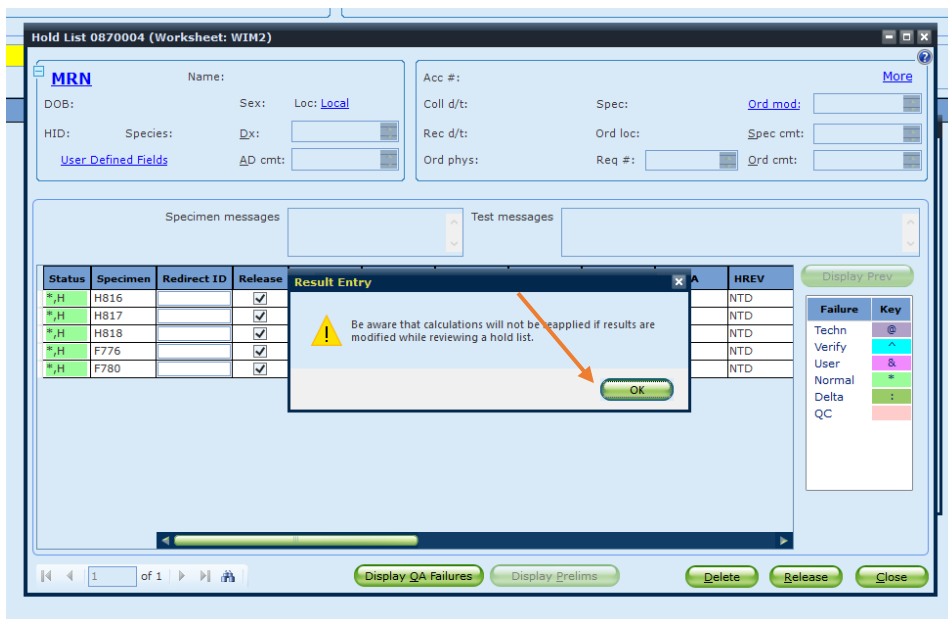 Hold List 0870004 (Worksheet: WIM2)
MRN Name:
DOB: Sex: Loc: Local
HID: Species: Dx:
User Defined Fields AD cmt:
Acc #: More
Coll d/t: Spec: Ord mod:
Rec d/t: Ord loc: Spec cmt:
Ord phys: Req #: Ord cmt:
Specimen messages Test messages
Status Specimen Redirect ID Release A HREV
*,H H816 NTD
*,H H817 NTD
*,H H818 NTD
*,H F776 NTD
*,H F780 NTD
Result Entry
Be aware that calculations will not be reapplied if results are
modified while reviewing a hold list.
OK
Display Prev
Failure Key
Techn @
Verify ^
User &
Normal *
Delta :
QC
1 of 1 Display QA Failures Display Prelims Delete Release Close